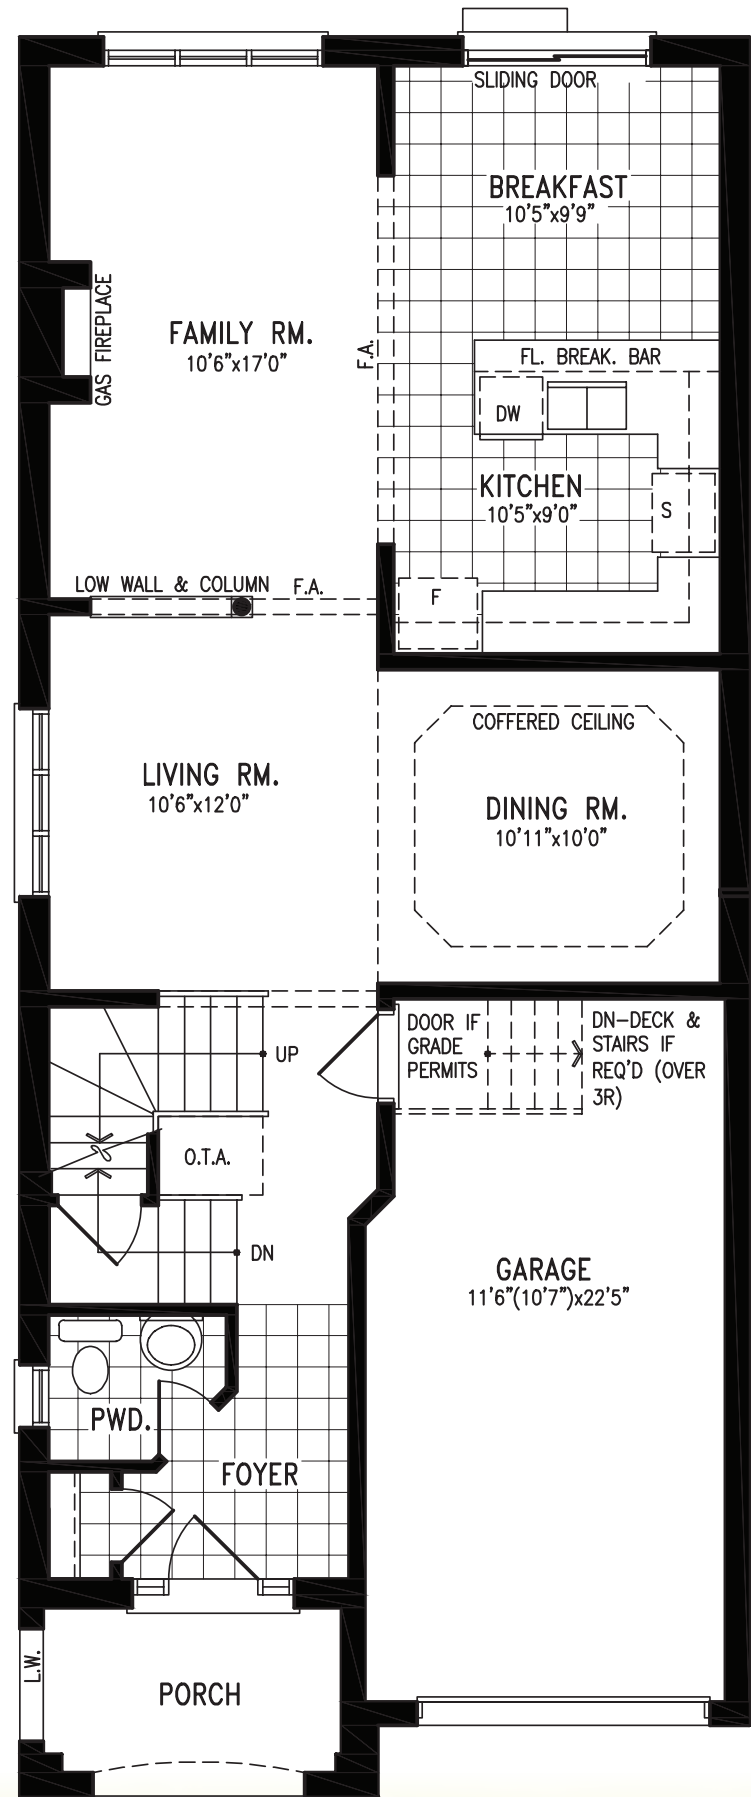 SLIDING DOOR
BREAKFAST
10'5"x9'9"
GAS FIREPLACE
FAMILY RM.
10'6"x17'0"
F.A.
FL. BREAK. BAR
DW
KITCHEN
10'5"x9'0"
S
F
LOW WALL & COLUMN
F.A.
COFFERED CEILING
LIVING RM.
10'6"x12'0"
DINING RM.
10'11"x10'0"
DOOR IF
GRADE
PERMITS
DN-DECK &
STAIRS IF
REQ'D (OVER
3R)
UP
O.T.A.
DN
GARAGE
11'6"(10'7")x22'5"
PWD.
FOYER
L.W.
PORCH